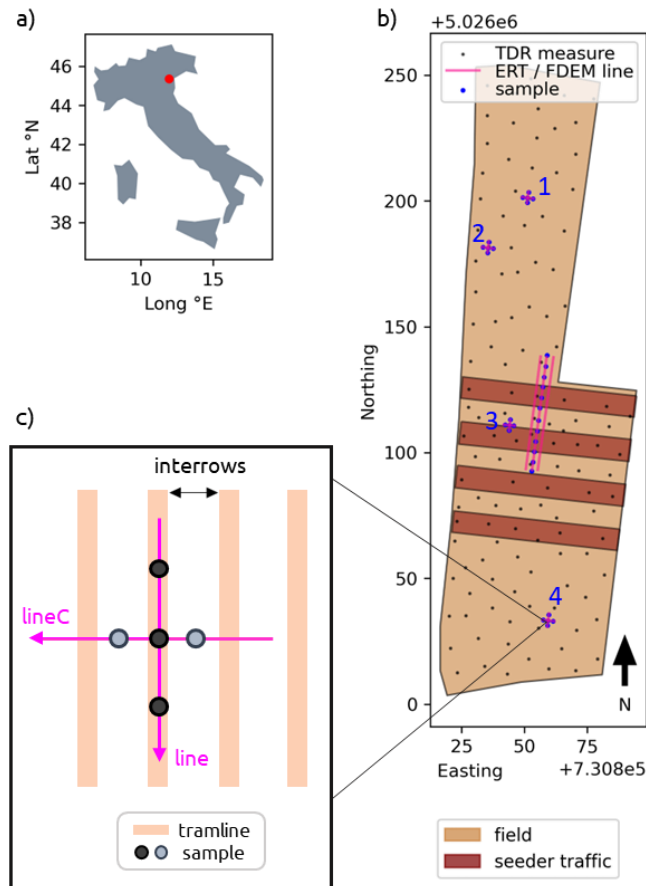 a)
Lat °N
46
44
42
40
38
10
15
Long °E
b)
+5.026e6
TDR measure
ERT / FDEM line
sample
250
200
150
100
50
0
Northing
1
2
3
4
N
25
50
75
Easting
+7.308e5
field
seeder traffic
c)
interrows
lineC
line
tramline
sample